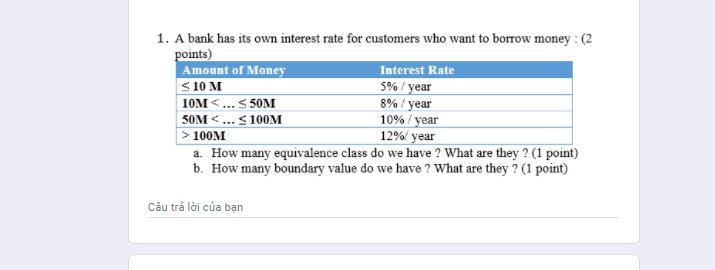 1. A bank has its own interest rate for customers who want to borrow money : (2
points)
Amount of Money Interest Rate
≤ 10 M 5% / year
10M < ... ≤ 50M 8% / year
50M < ... ≤ 100M 10% / year
> 100M 12%/ year
a. How many equivalence class do we have ? What are they ? (1 point)
b. How many boundary value do we have ? What are they ? (1 point)
Câu trả lời của bạn